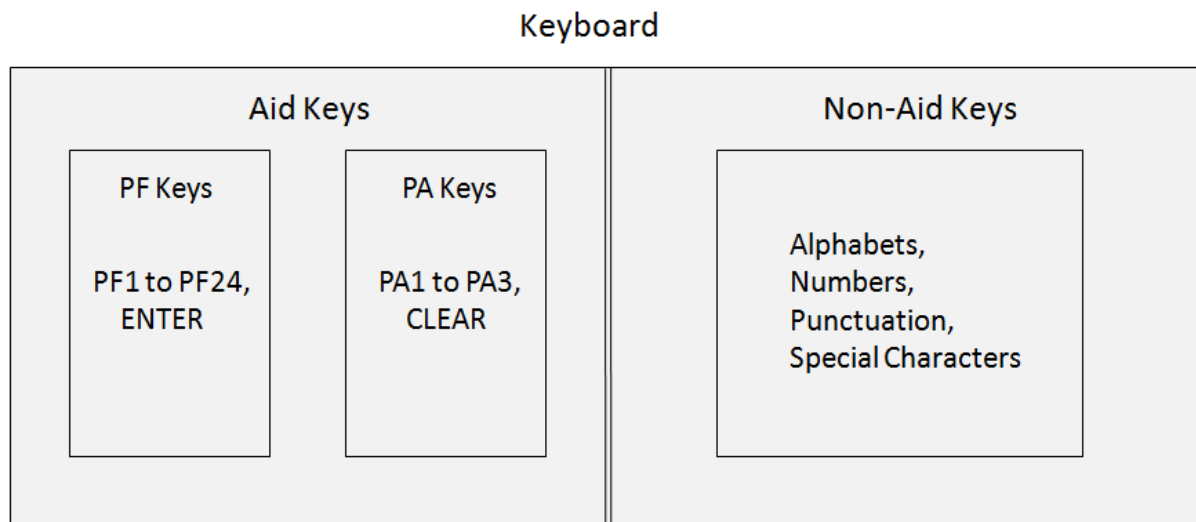 Keyboard
Aid Keys
PF Keys
PF1 to PF24,
ENTER
PA Keys
PA1 to PA3,
CLEAR
Non-Aid Keys
Alphabets,
Numbers,
Punctuation,
Special Characters